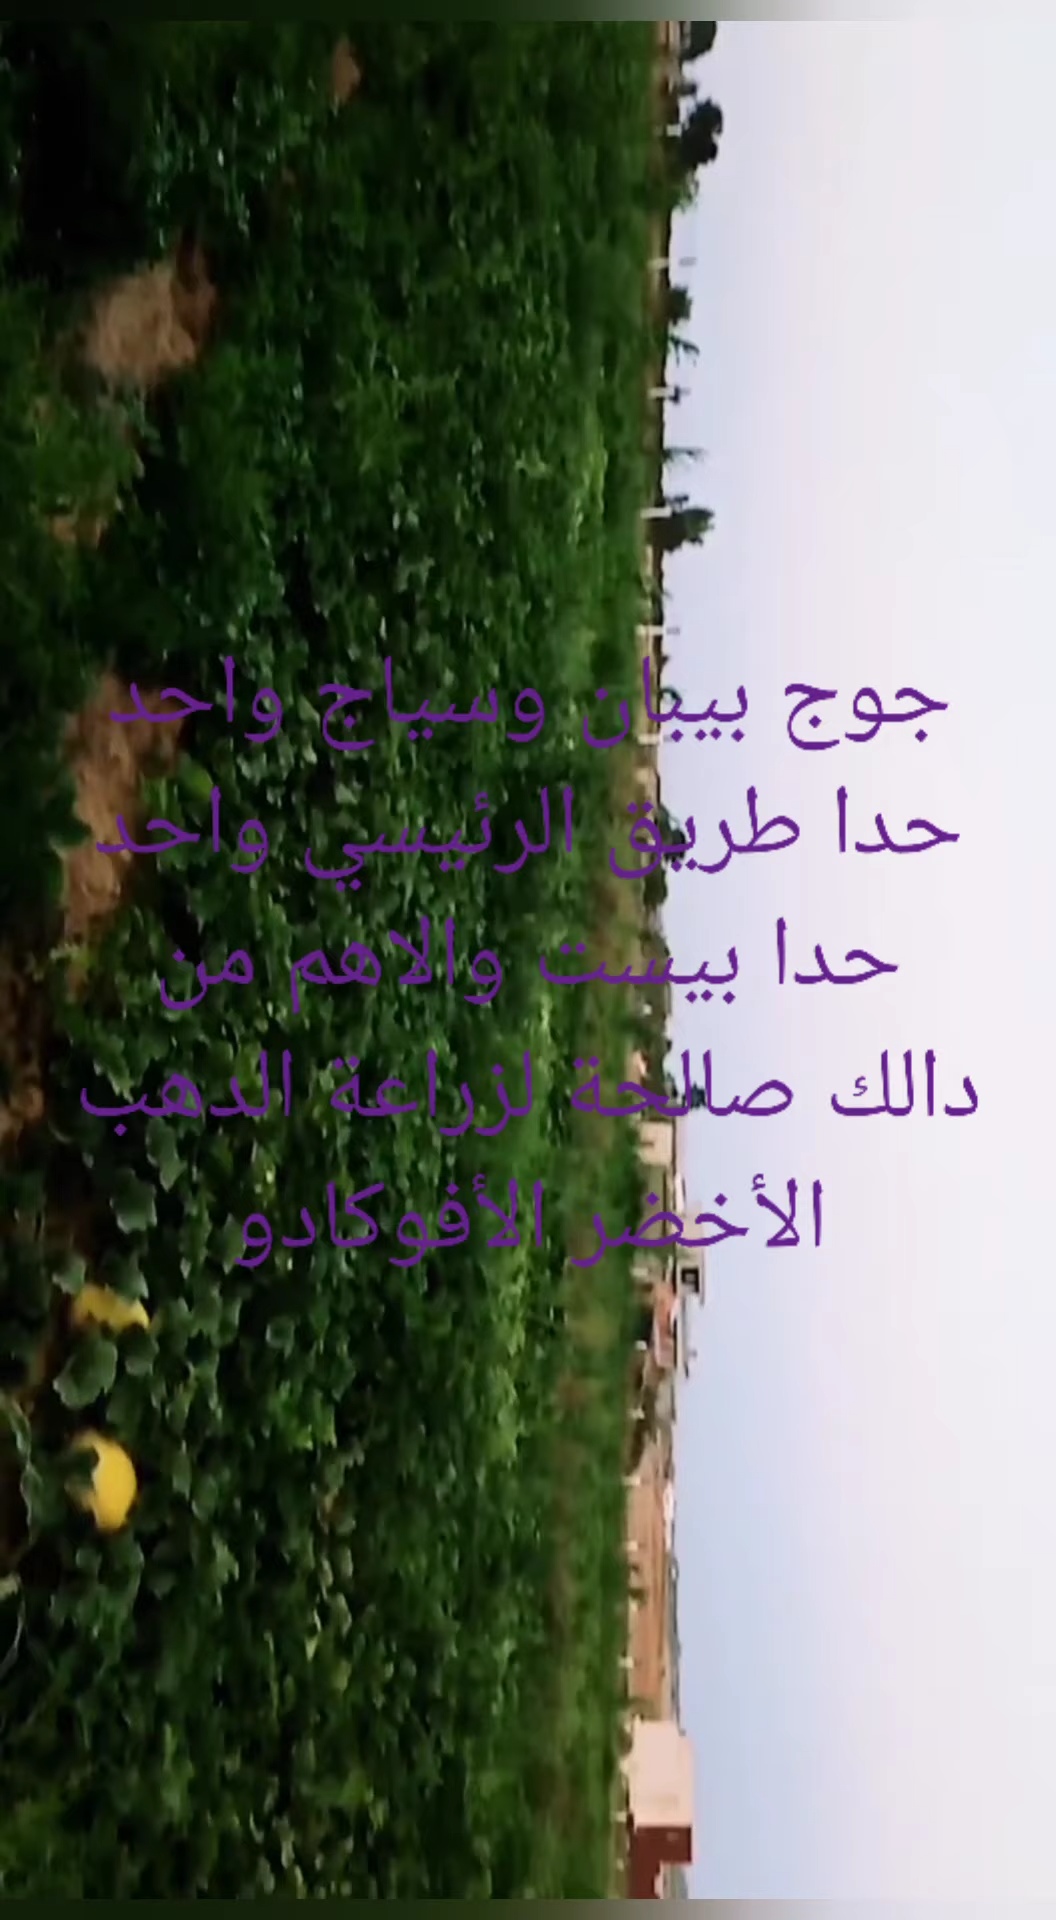 جوج بيبان وسياج واحد
حدا طريق الرئيسي واحد
حدا بيست والاهم من
دالك صالحة لزراعة الدهب
الأخضر الأفوكادو